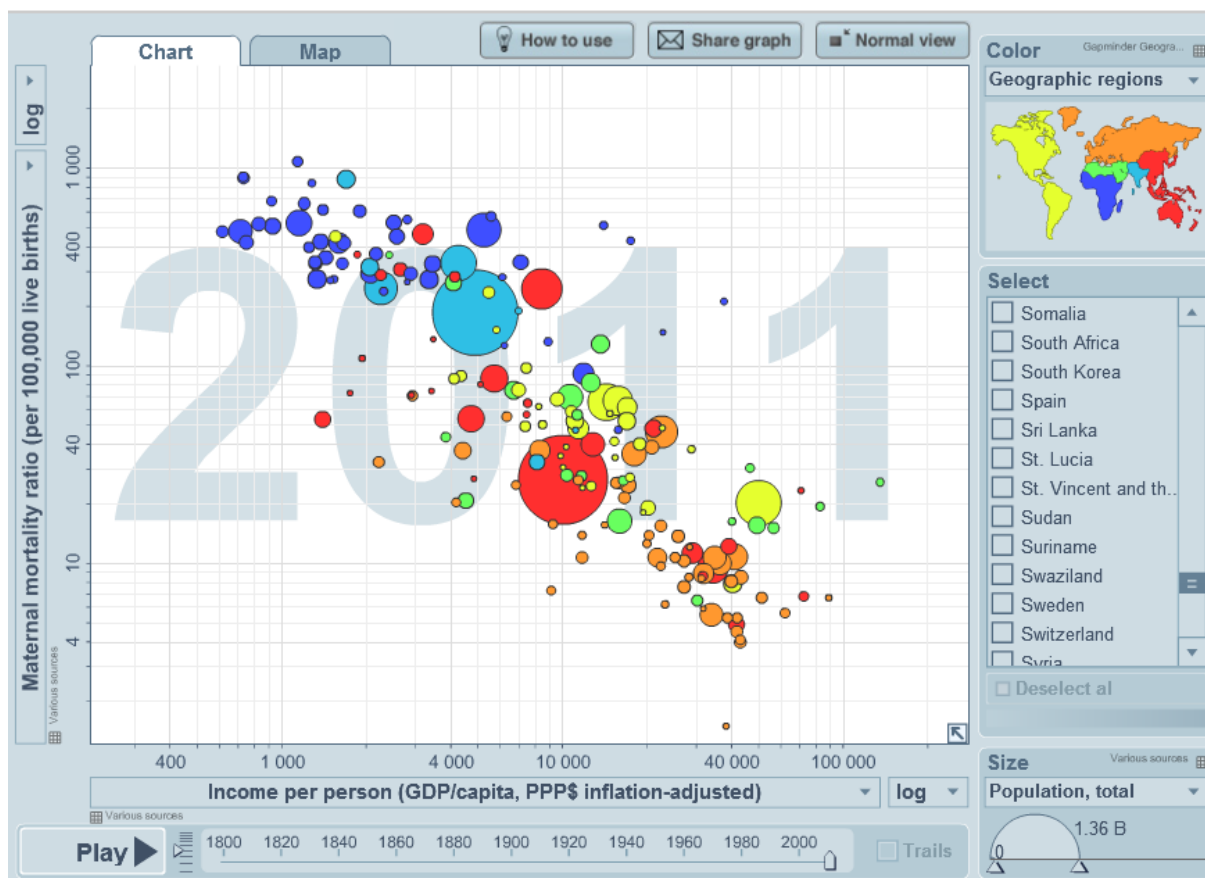 Chart
Map
How to use
Share graph
Normal view
Color
Gapminder Geogra...
Geographic regions
log
Maternal mortality ratio (per 100,000 live births)
Various sources
1 000
400
100
40
10
4
2011
Select
Somalia
South Africa
South Korea
Spain
Sri Lanka
St. Lucia
St. Vincent and th..
Sudan
Suriname
Swaziland
Sweden
Switzerland
Syria
Deselect al
400
1 000
2 000
4 000
10 000
40 000
100 000
Income per person (GDP/capita, PPP$ inflation-adjusted)
log
Various sources
Size
Various sources
Population, total
1.36 B
0
Play
1800
1820
1840
1860
1880
1900
1920
1940
1960
1980
2000
Trails